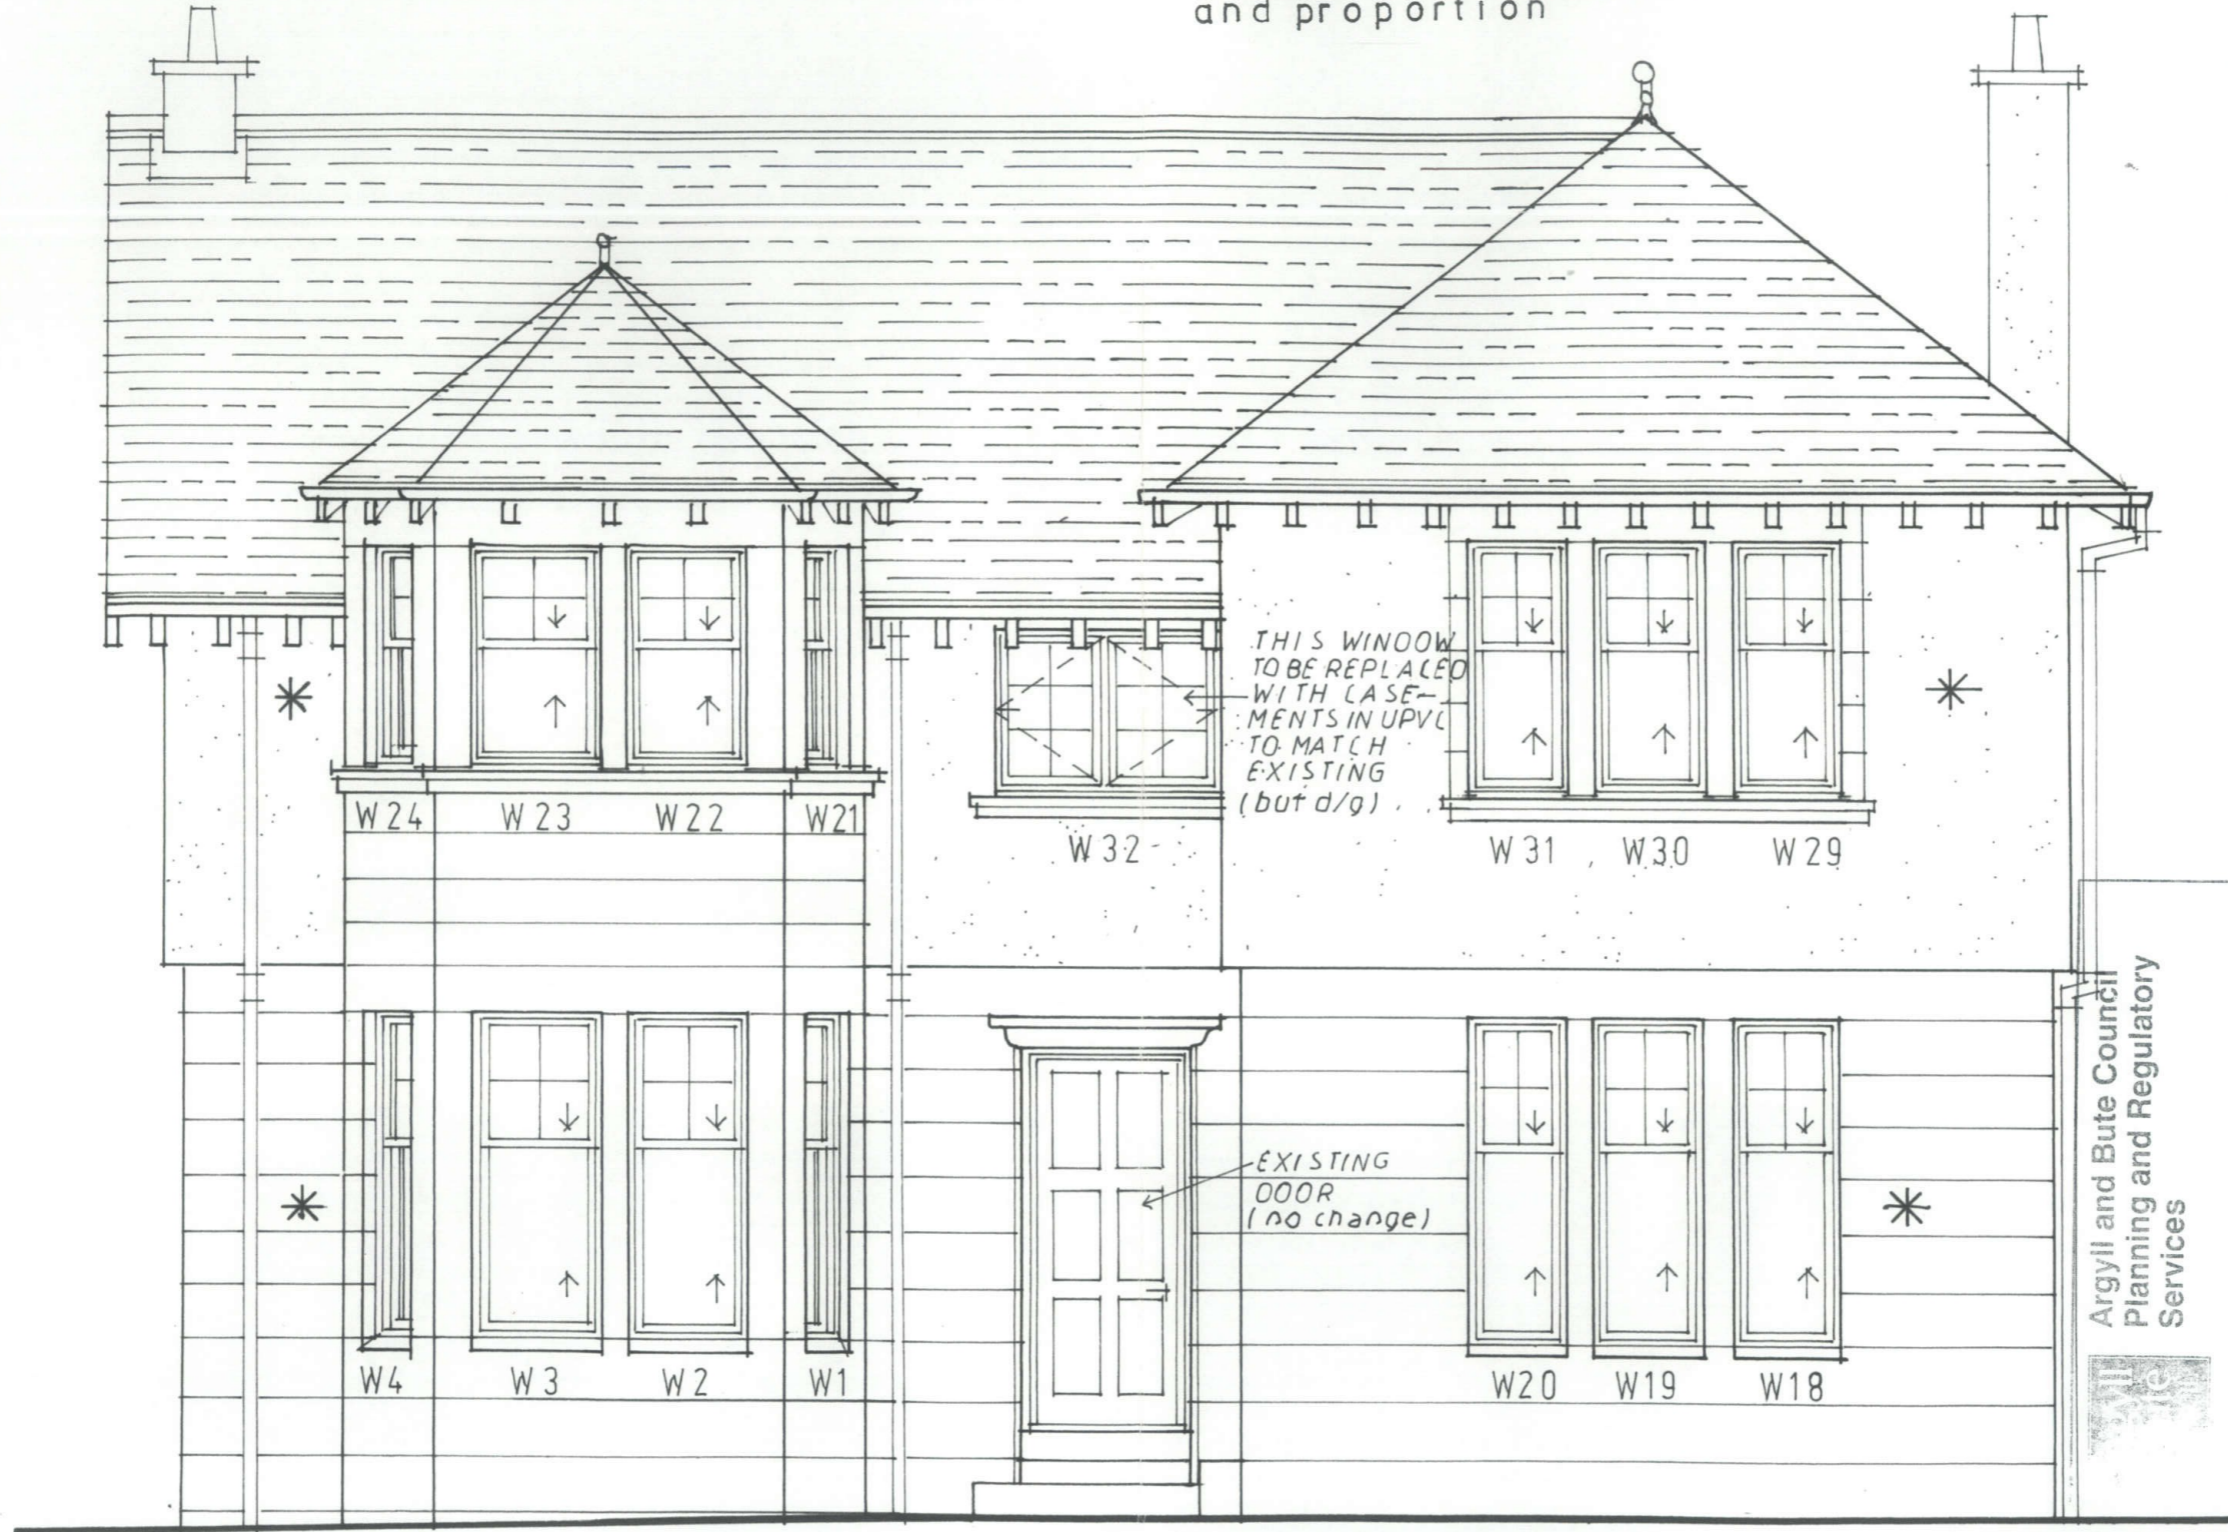 and proportion
THIS WINDOW
TO BE REPLACED
WITH CASE-
MENTS IN UPVC
TO MATCH
EXISTING
(but d/g)
W24
W23
W22
W21
W32
W31
W30
W29
EXISTING
DOOR
(no change)
W4
W3
W2
W1
W20
W19
W18
Argyll and Bute Council
Planning and Regulatory
Services